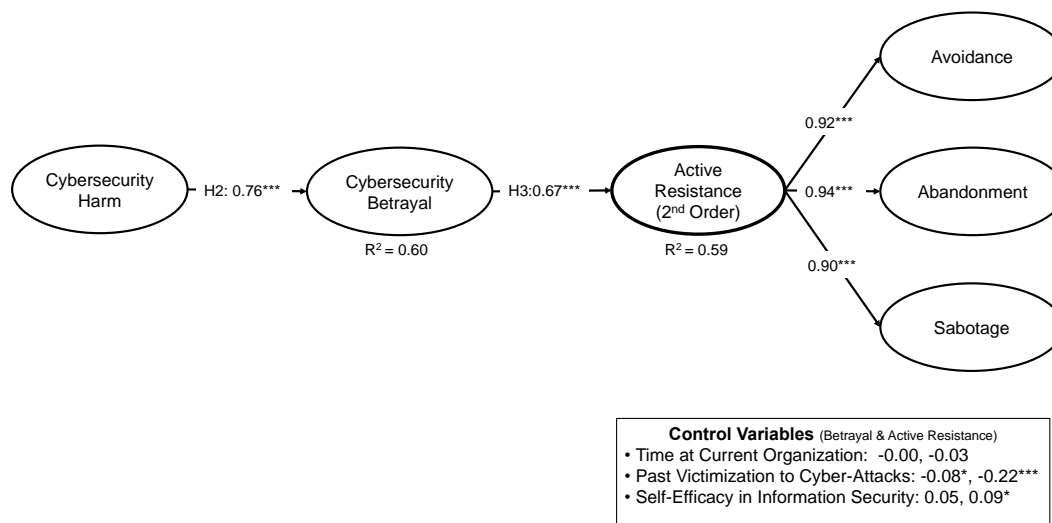 Cybersecurity
Harm
H2: 0.76***
Cybersecurity
Betrayal
R² = 0.60
H3:0.67***
Active
Resistance
(2nd Order)
R² = 0.59
0.92***
0.94***
0.90***
Avoidance
Abandonment
Sabotage
Control Variables (Betrayal & Active Resistance)
• Time at Current Organization: -0.00, -0.03
• Past Victimization to Cyber-Attacks: -0.08*, -0.22***
• Self-Efficacy in Information Security: 0.05, 0.09*